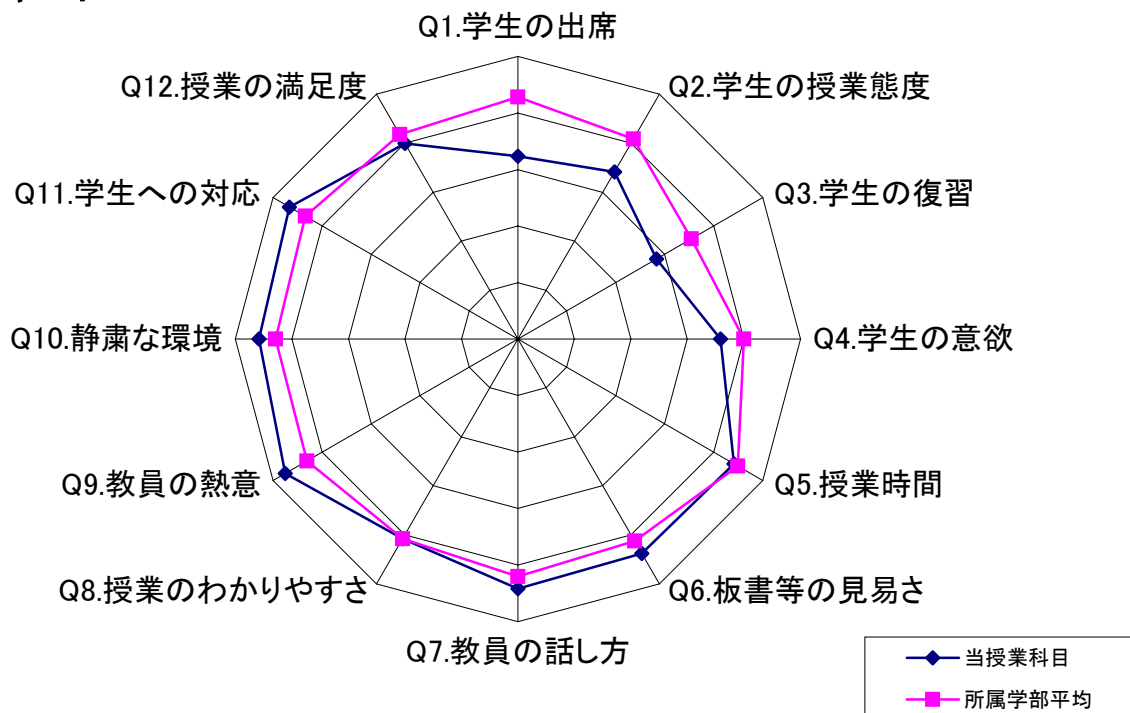 Q1.学生の出席
Q2.学生の授業態度
Q3.学生の復習
Q4.学生の意欲
Q5.授業時間
Q6.板書等の見易さ
Q7.教員の話し方
Q8.授業のわかりやすさ
Q9.教員の熱意
Q10.静粛な環境
Q11.学生への対応
Q12.授業の満足度
当授業科目
所属学部平均